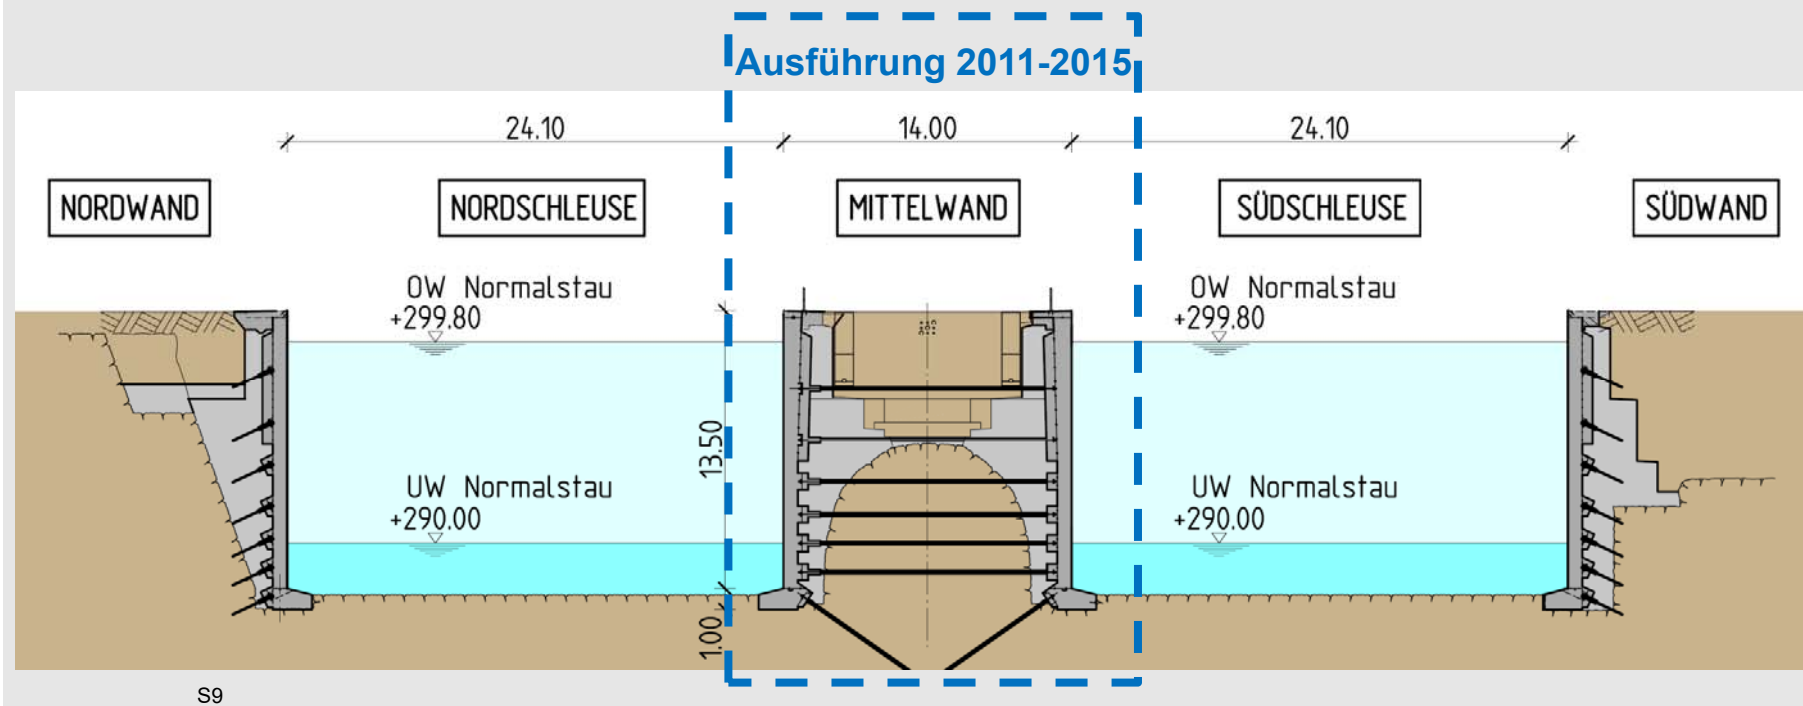 Ausführung 2011-2015
24.10
14.00
24.10
NORDWAND
NORDSCHLEUSE
MITTELWAND
SÜDSCHLEUSE
SÜDWAND
OW Normalstau
+299.80
OW Normalstau
+299.80
13.50
UW Normalstau
+290.00
UW Normalstau
+290.00
1.00
S9